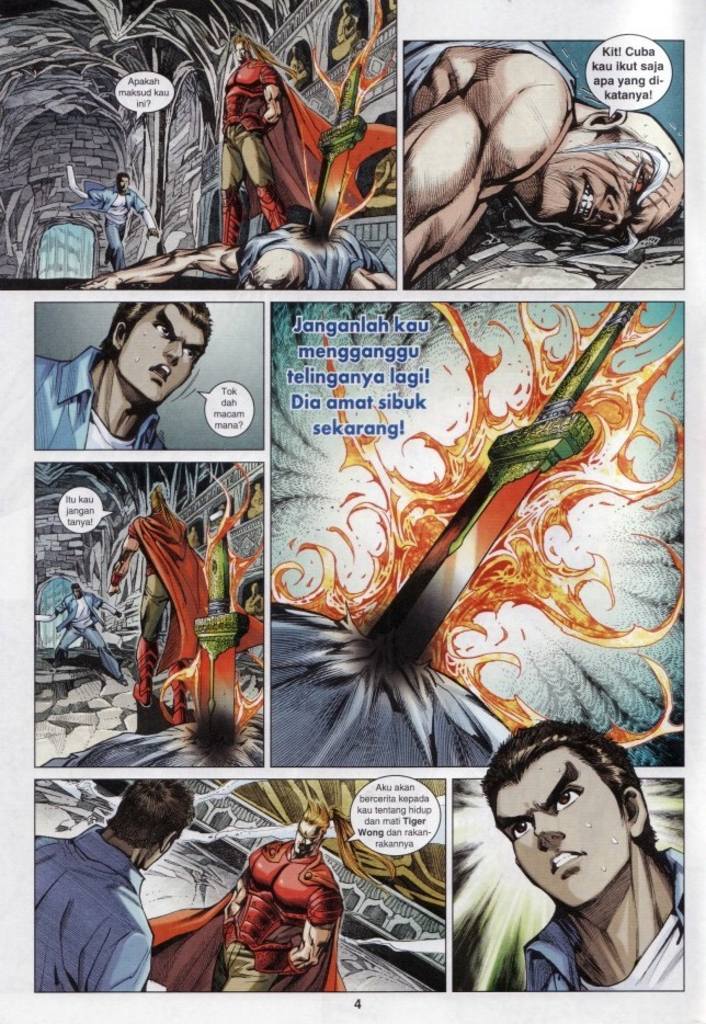 Apakah
maksud kau
ini?
Kit! Cuba
kau ikut saja
apa yang di-
katanya!
Tok
dah
macam
mana?
Janganlah kau
mengganggu
telinganya lagi!
Dia amat sibuk
sekarang!
Itu kau
jangan
tanya!
Aku akan
bercerita kepada
kau tentang hidup
dan mati Tiger
Wong dan rakan-
rakannya
4